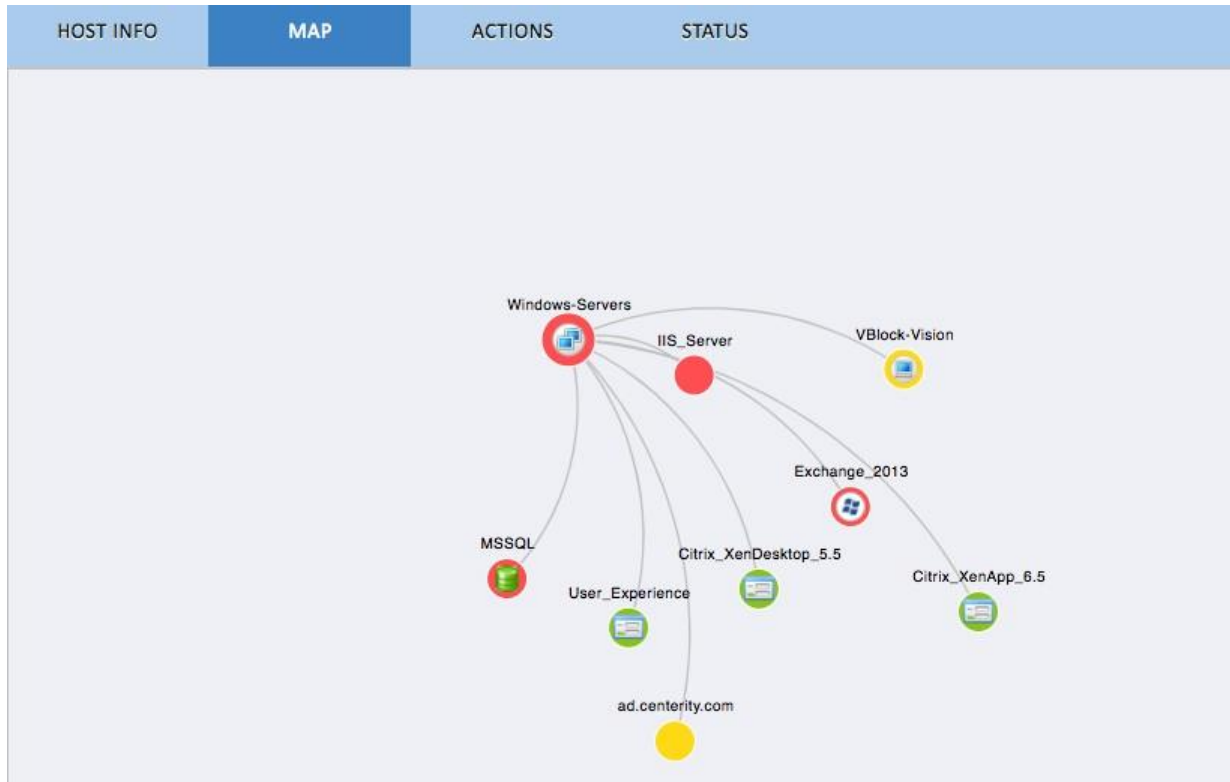 HOST INFO
MAP
ACTIONS
STATUS
Windows-Servers
IIS_Server
VBlock-Vision
Exchange_2013
MSSQL
Citrix_XenDesktop_5.5
Citrix_XenApp_6.5
User_Experience
ad.centerity.com